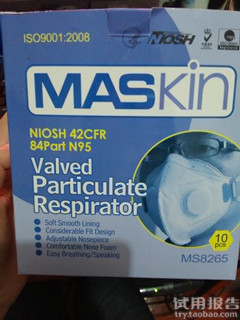 ISO9001:2008
NIOSH
MASkin
NIOSH 42CFR
84Part N95
Valved
Particulate
Respirator
Soft Smooth Lining
Considerable Fit Design
Adjustable Nosepiece
Comfortable Nose Foam
Easy Breathing/Speaking
10
pcs
MS8265
试用报告
try.taobao.com